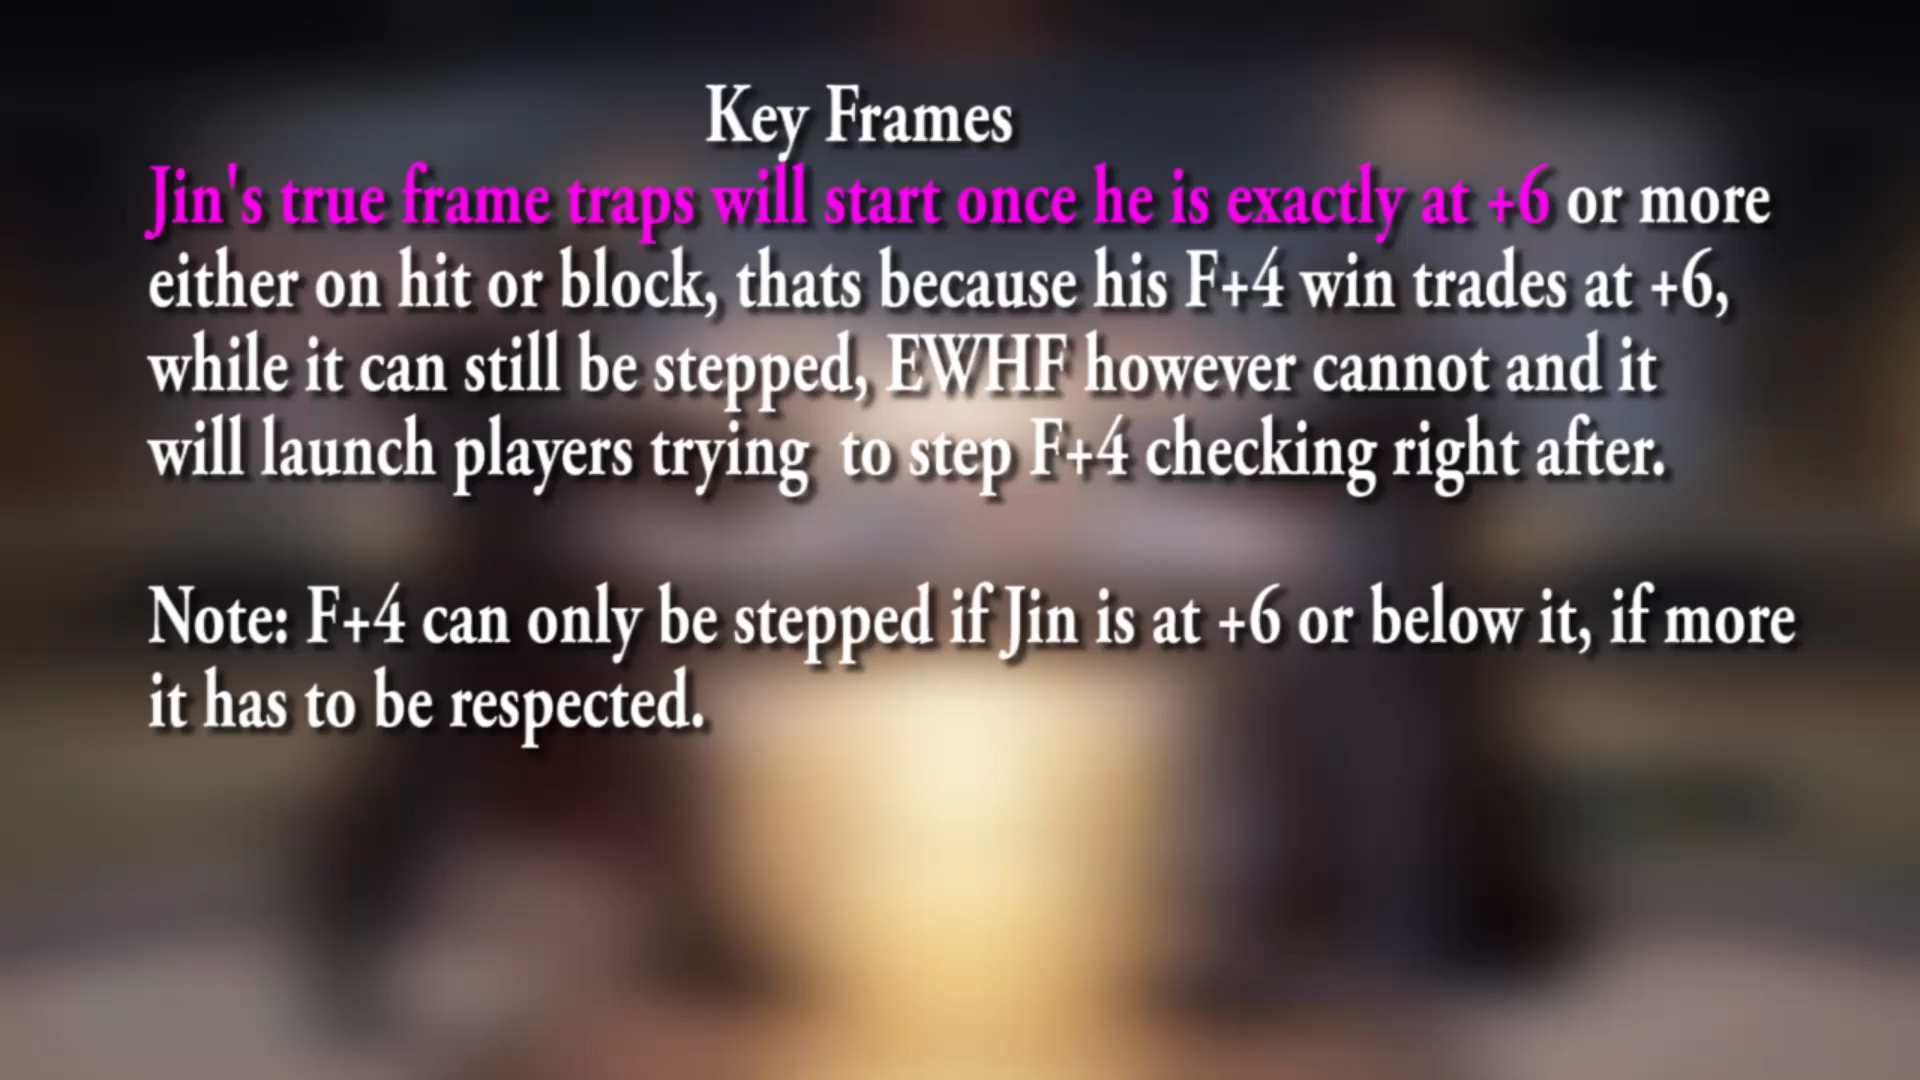 Key Frames
Jin's true frame traps will start once he is exactly at +6 or more
either on hit or block, thats because his F+4 win trades at +6,
while it can still be stepped, EWHF however cannot and it
will launch players trying  to step F+4 checking right after.
Note: F+4 can only be stepped if Jin is at +6 or below it, if more
it has to be respected.